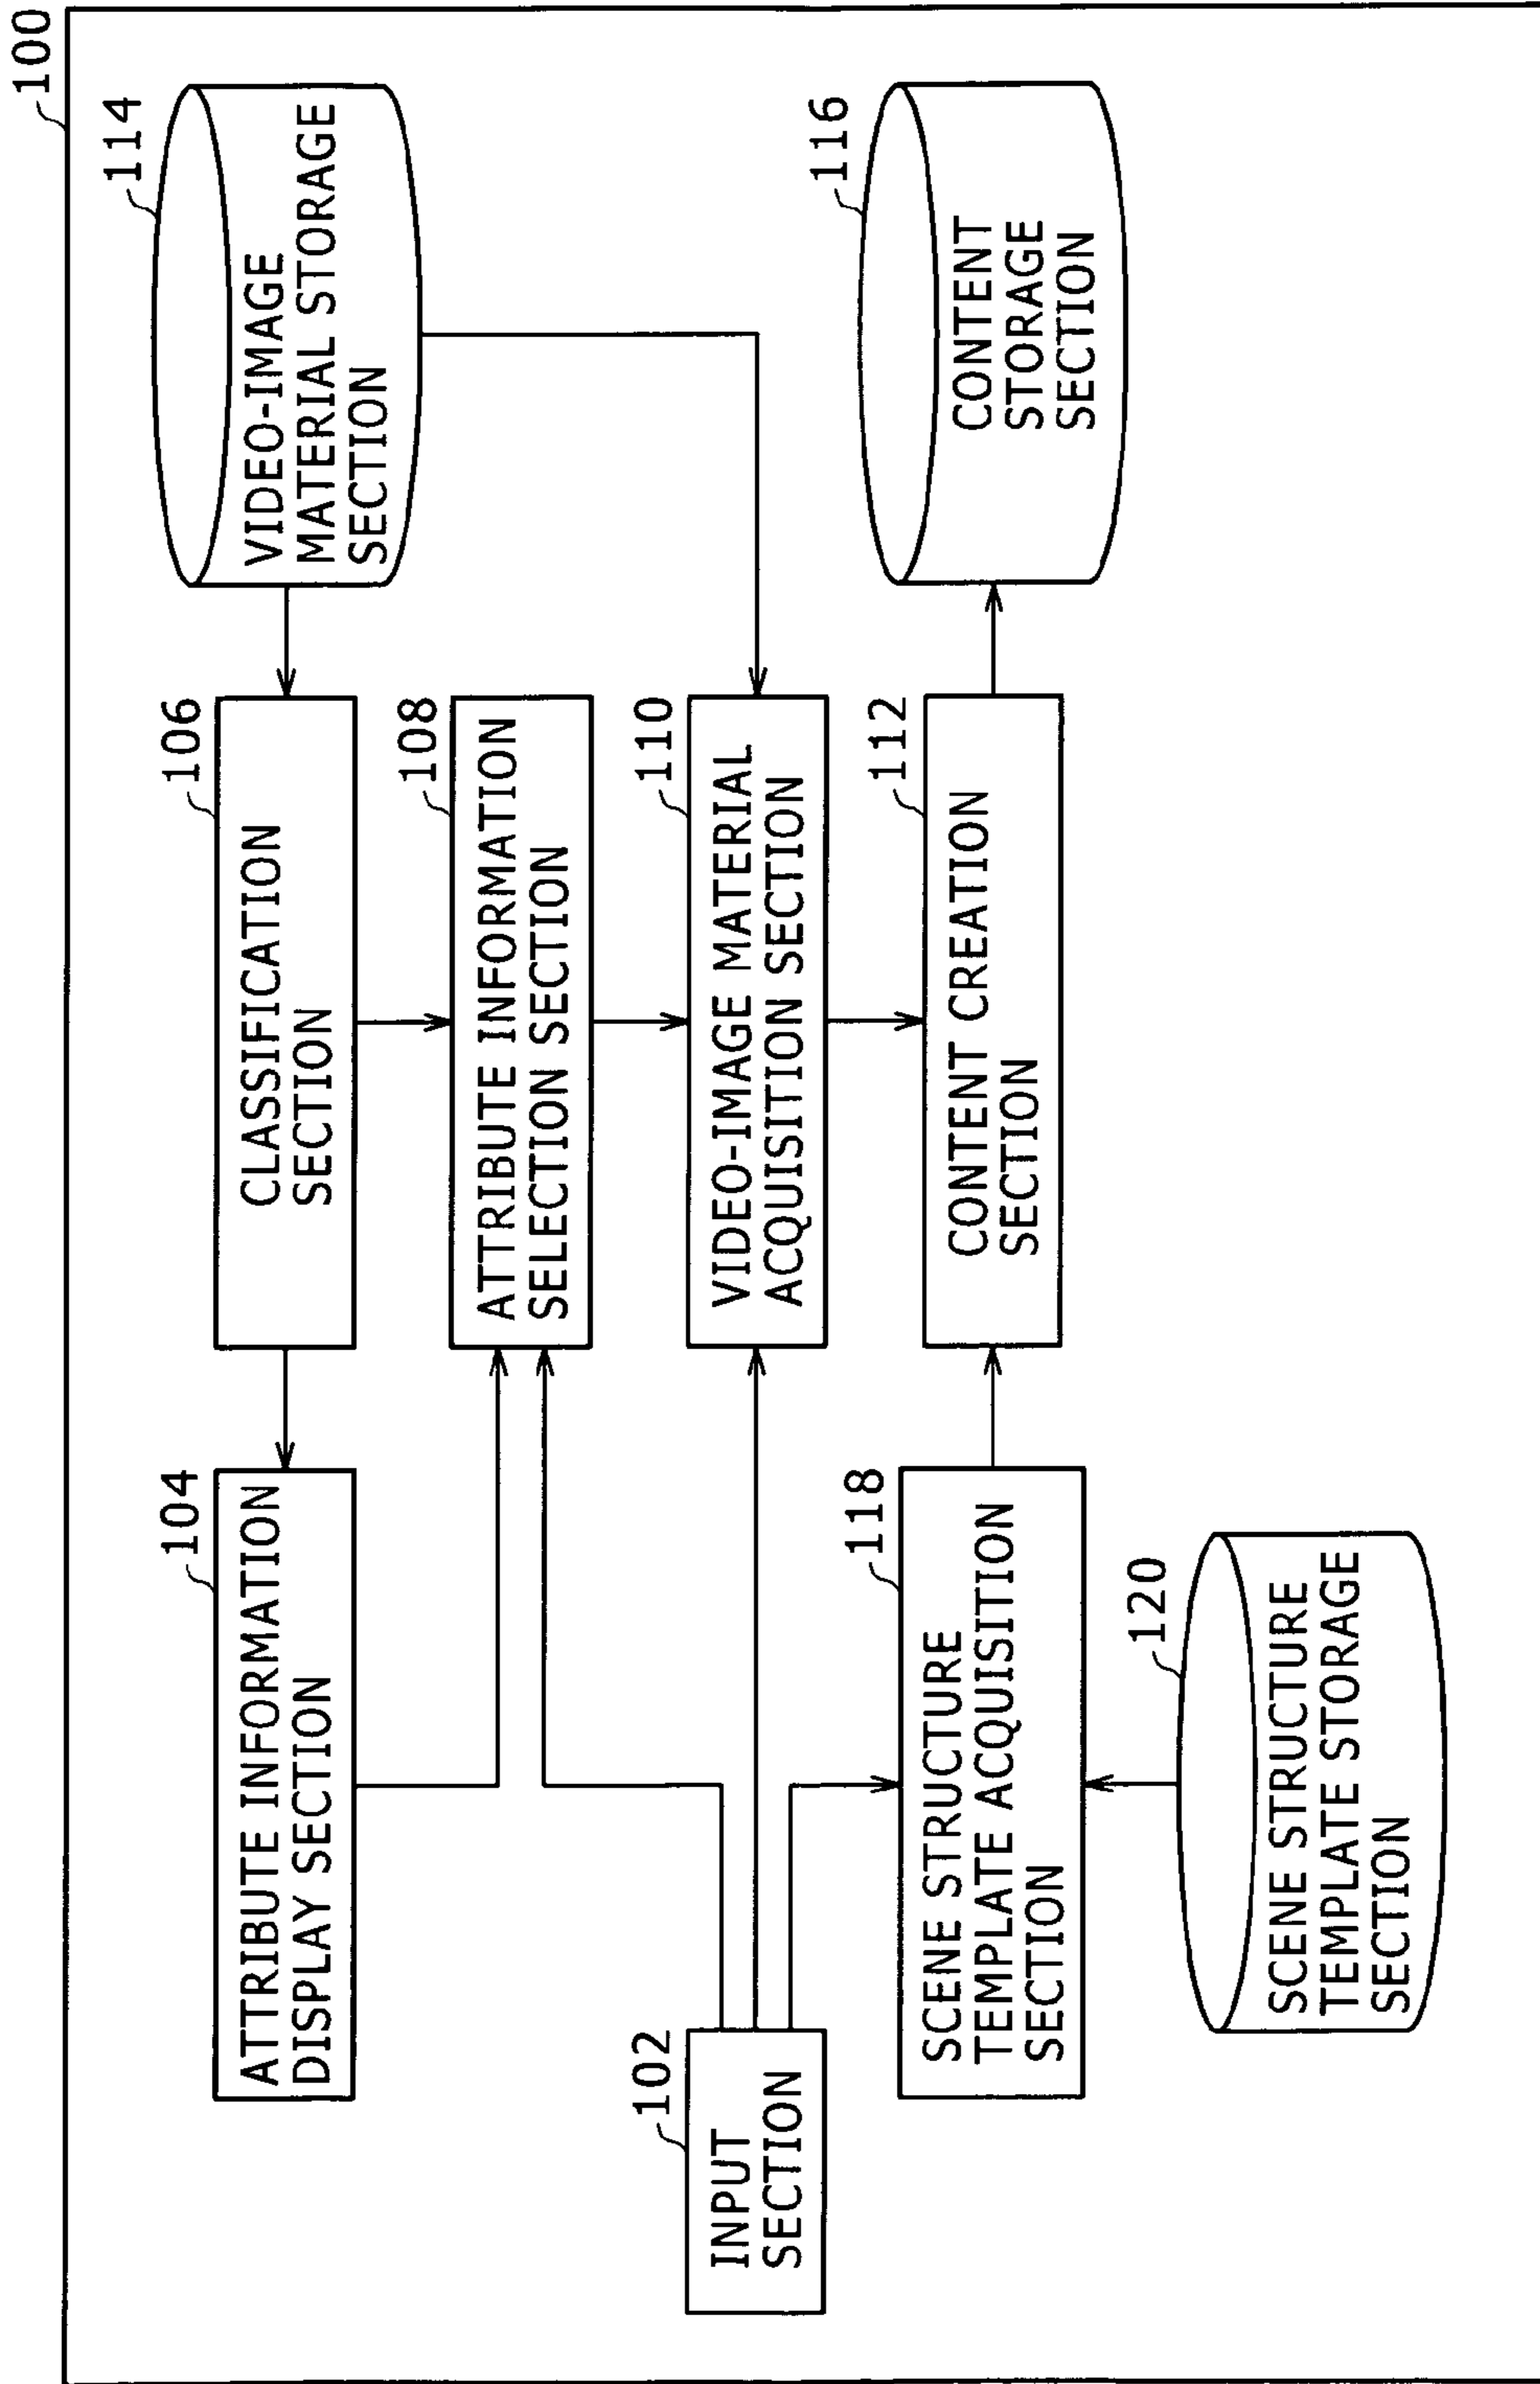 100
114
VIDEO-IMAGE
MATERIAL STORAGE
SECTION
106
CLASSIFICATION
SECTION
104
ATTRIBUTE INFORMATION
DISPLAY SECTION
108
ATTRIBUTE INFORMATION
SELECTION SECTION
102
INPUT
SECTION
110
VIDEO-IMAGE MATERIAL
ACQUISITION SECTION
118
SCENE STRUCTURE
TEMPLATE ACQUISITION
SECTION
112
CONTENT CREATION
SECTION
116
CONTENT
STORAGE
SECTION
120
SCENE STRUCTURE
TEMPLATE STORAGE
SECTION